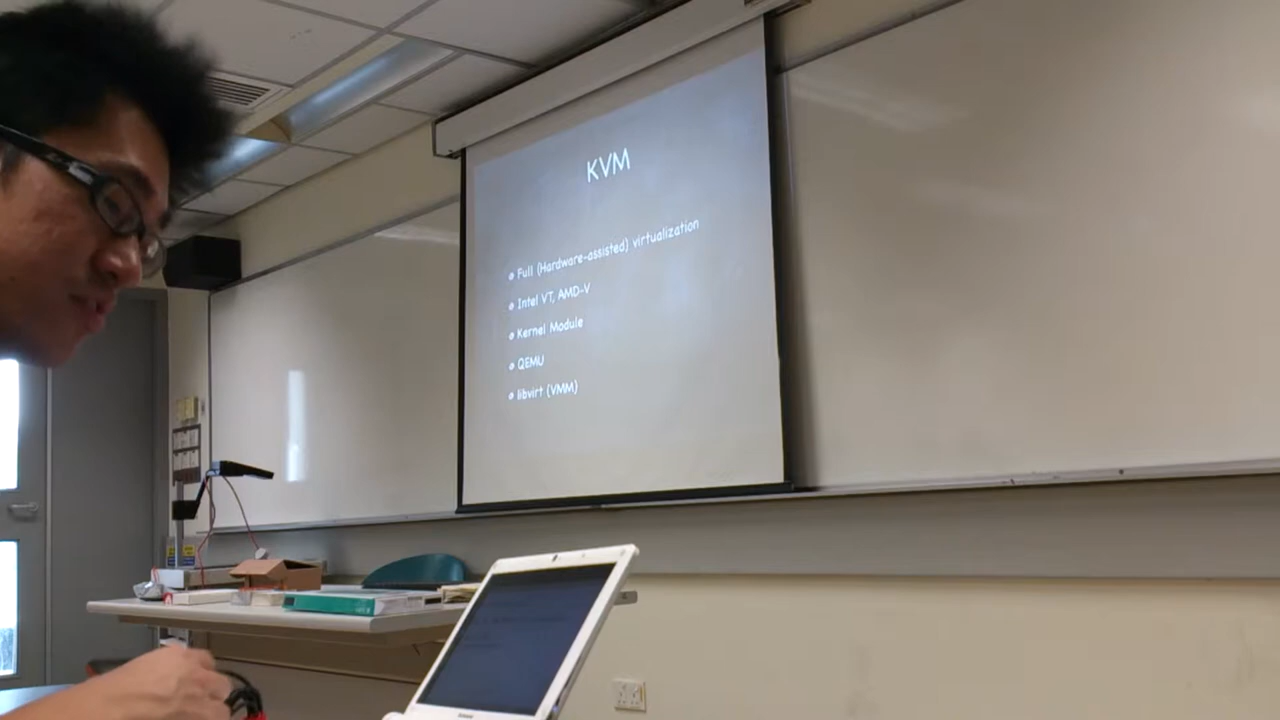 KVM
Full (Hardware-assisted) virtualization
Intel VT, AMD-V
Kernel Module
QEMU
libvirt (VMM)